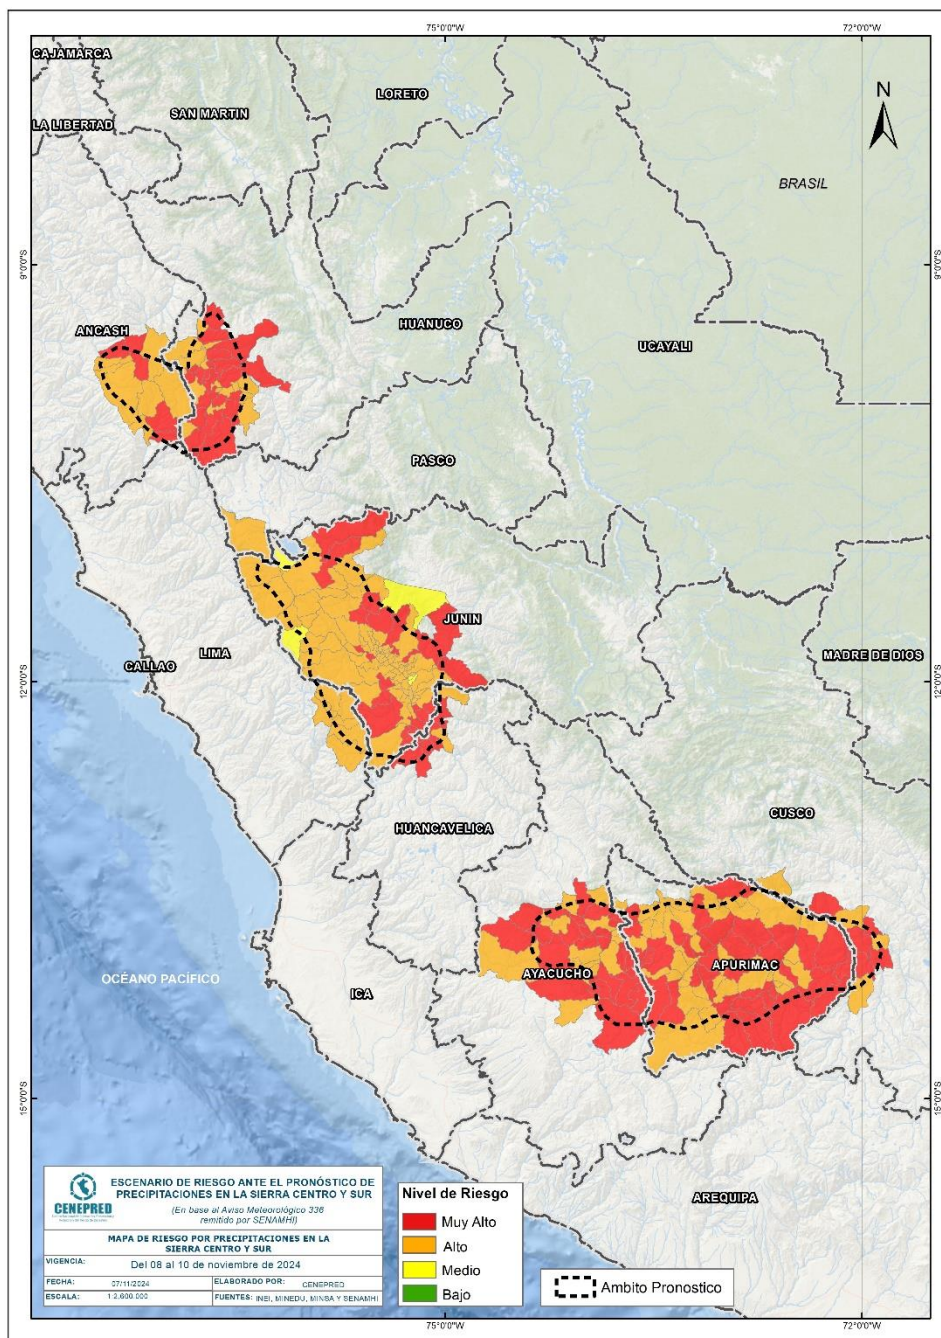 75°0'0"W
72°0'0"W
CAJAMARCA
LORETO
SAN MARTIN
N
LA LIBERTAD
BRASIL
9°0'0"S
9°0'0"S
ANCASH
HUANUCO
UCAYALI
PASCO
JUNIN
LIMA
CALLAO
MADRE DE DIOS
12°0'0"S
12°0'0"S
CUSCO
HUANCAVELICA
AYACUCHO
APURIMAC
OCÉANO PACÍFICO
ICA
15°0'0"S
15°0'0"S
AREQUIPA
CENEPRED
ESCENARIO DE RIESGO ANTE EL PRONÓSTICO DE
PRECIPITACIONES EN LA SIERRA CENTRO Y SUR
(En base al Aviso Meteorológico 336
remitido por SENAMHI)
MAPA DE RIESGO POR PRECIPITACIONES EN LA
SIERRA CENTRO Y SUR
VIGENCIA: Del 08 al 10 de noviembre de 2024
FECHA: 07/11/2024 ELABORADO POR: CENEPRED
ESCALA: 1:2,600,000 FUENTES: INEI, MINEDU, MINSA Y SENAMHI
Nivel de Riesgo
Muy Alto
Alto
Medio
Bajo
Ambito Pronostico
75°0'0"W
72°0'0"W